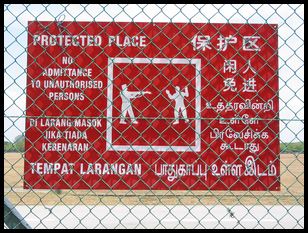 PROTECTED PLACE
NO
ADMITTANCE
TO UNAUTHORISED
PERSONS
DI LARANG MASOK
JIKA TIADA
KEBENARAN
TEMPAT LARANGAN
保护区
闲人
免进
உத்தரவின்றி
உள்ளே
பிரவேசிக்க
கூடாது
பாதுகாப்பு உள்ள இடம்